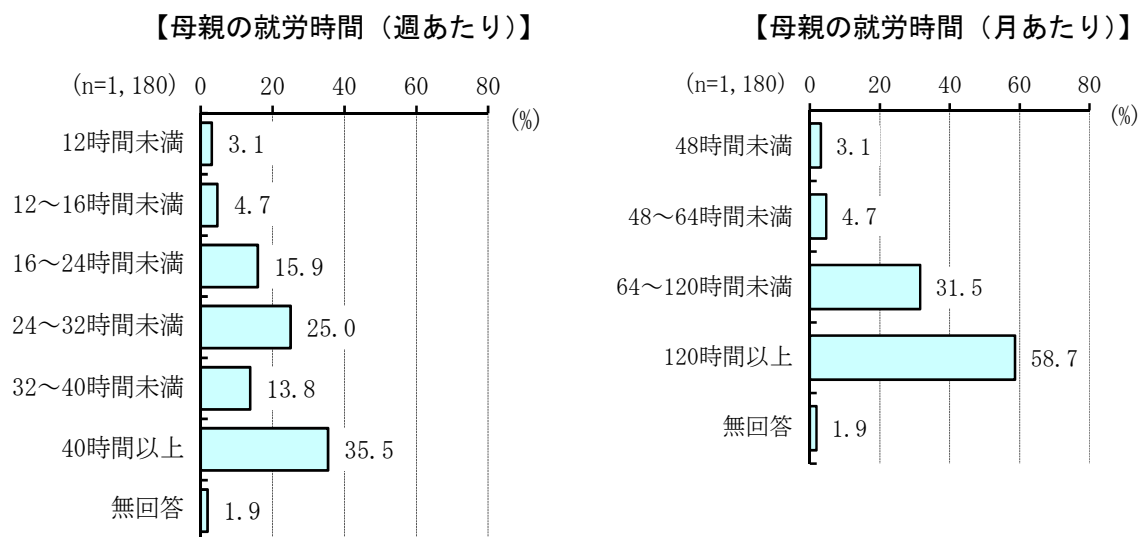 【母親の就労時間（週あたり）】
(n=1,180) 0 20 40 60 80
(%)
12時間未満 3.1
12～16時間未満 4.7
16～24時間未満 15.9
24～32時間未満 25.0
32～40時間未満 13.8
40時間以上 35.5
無回答 1.9
【母親の就労時間（月あたり）】
(n=1,180) 0 20 40 60 80
(%)
48時間未満 3.1
48～64時間未満 4.7
64～120時間未満 31.5
120時間以上 58.7
無回答 1.9